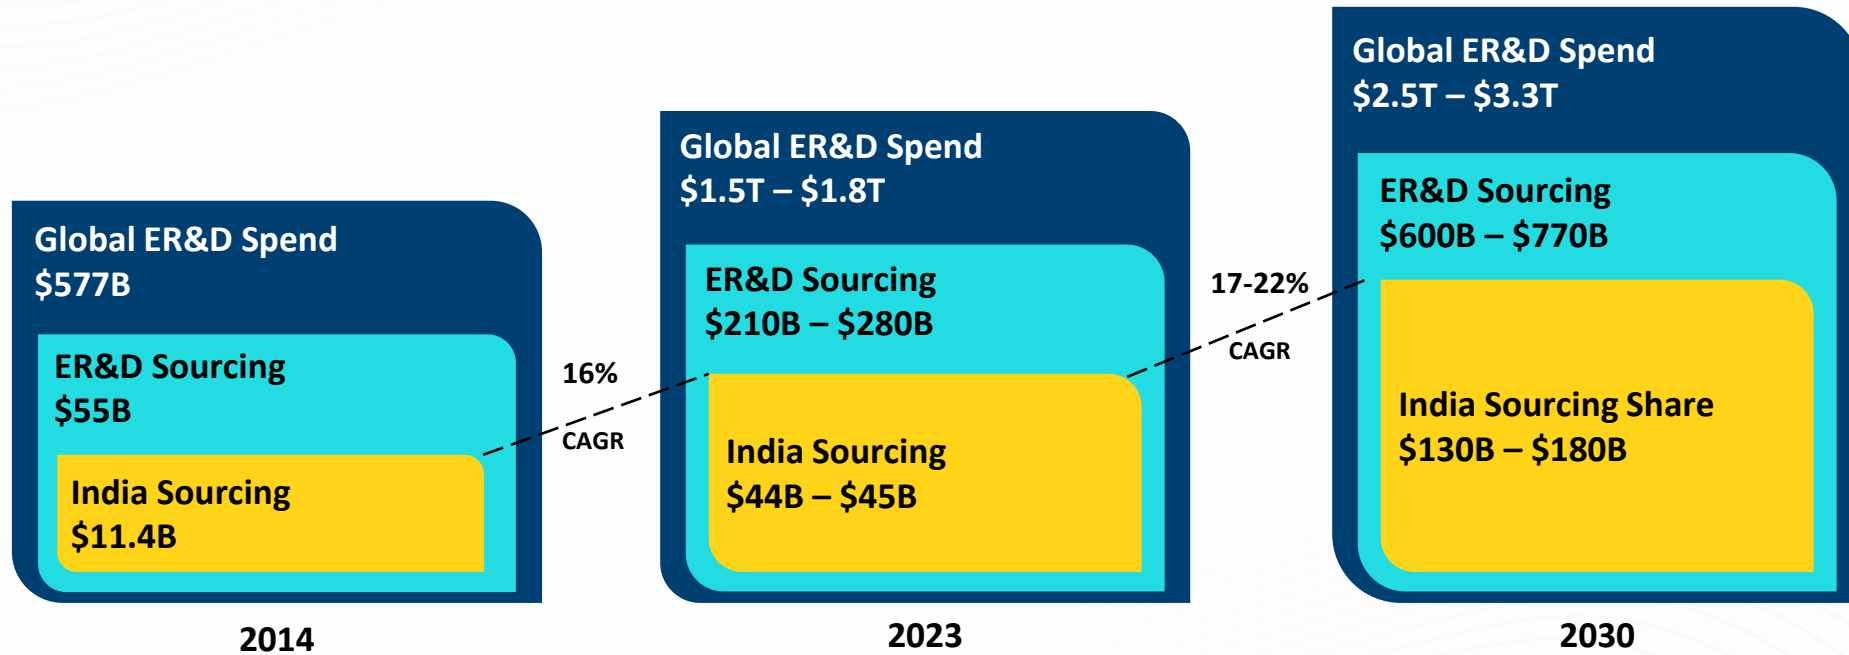 Global ER&D Spend
$577B
ER&D Sourcing
$55B
India Sourcing
$11.4B
2014
16%
CAGR
Global ER&D Spend
$1.5T – $1.8T
ER&D Sourcing
$210B – $280B
India Sourcing
$44B – $45B
2023
17-22%
CAGR
Global ER&D Spend
$2.5T – $3.3T
ER&D Sourcing
$600B – $770B
India Sourcing Share
$130B – $180B
2030